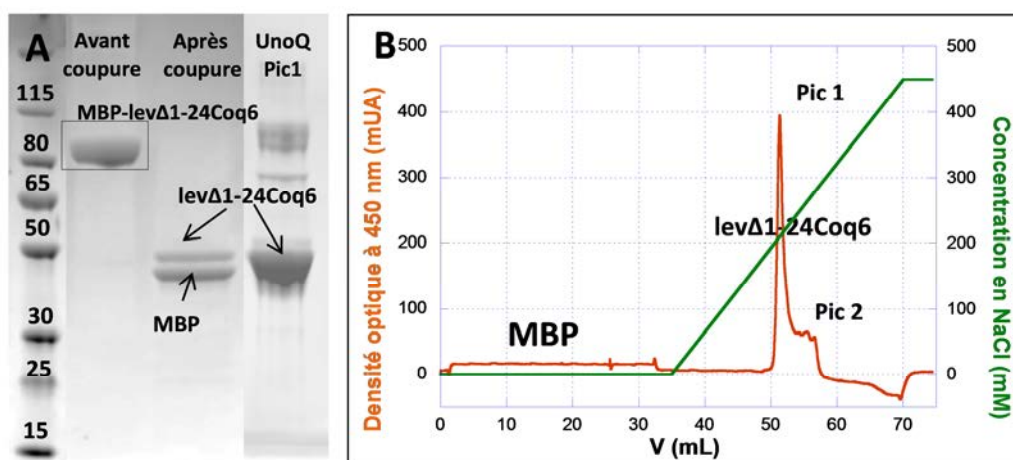 A
Avant
coupure
Après
coupure
UnoQ
Pic1
115
80
65
50
30
25
15
MBP-levΔ1-24Coq6
levΔ1-24Coq6
MBP
B
Densité optique à 450 nm (mUA)
500
400
300
200
100
0
Pic 1
levΔ1-24Coq6
Pic 2
MBP
500
400
300
200
100
0
Concentration en NaCl (mM)
0 10 20 30 40 50 60 70
V (mL)